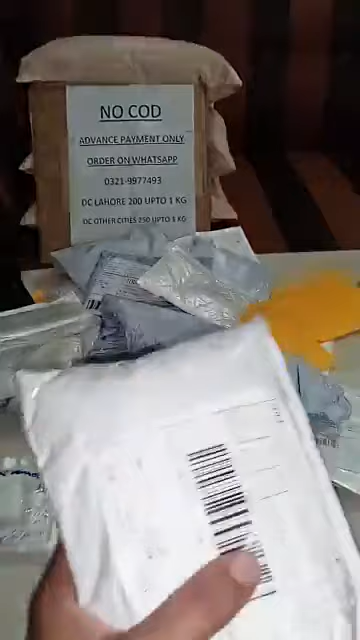 NO COD
ADVANCE PAYMENT ONLY
ORDER ON WHATSAPP
0321-9977493
DC LAHORE 200 UPTO 1 KG
DC OTHER CITIES 250 UPTO 1 KG